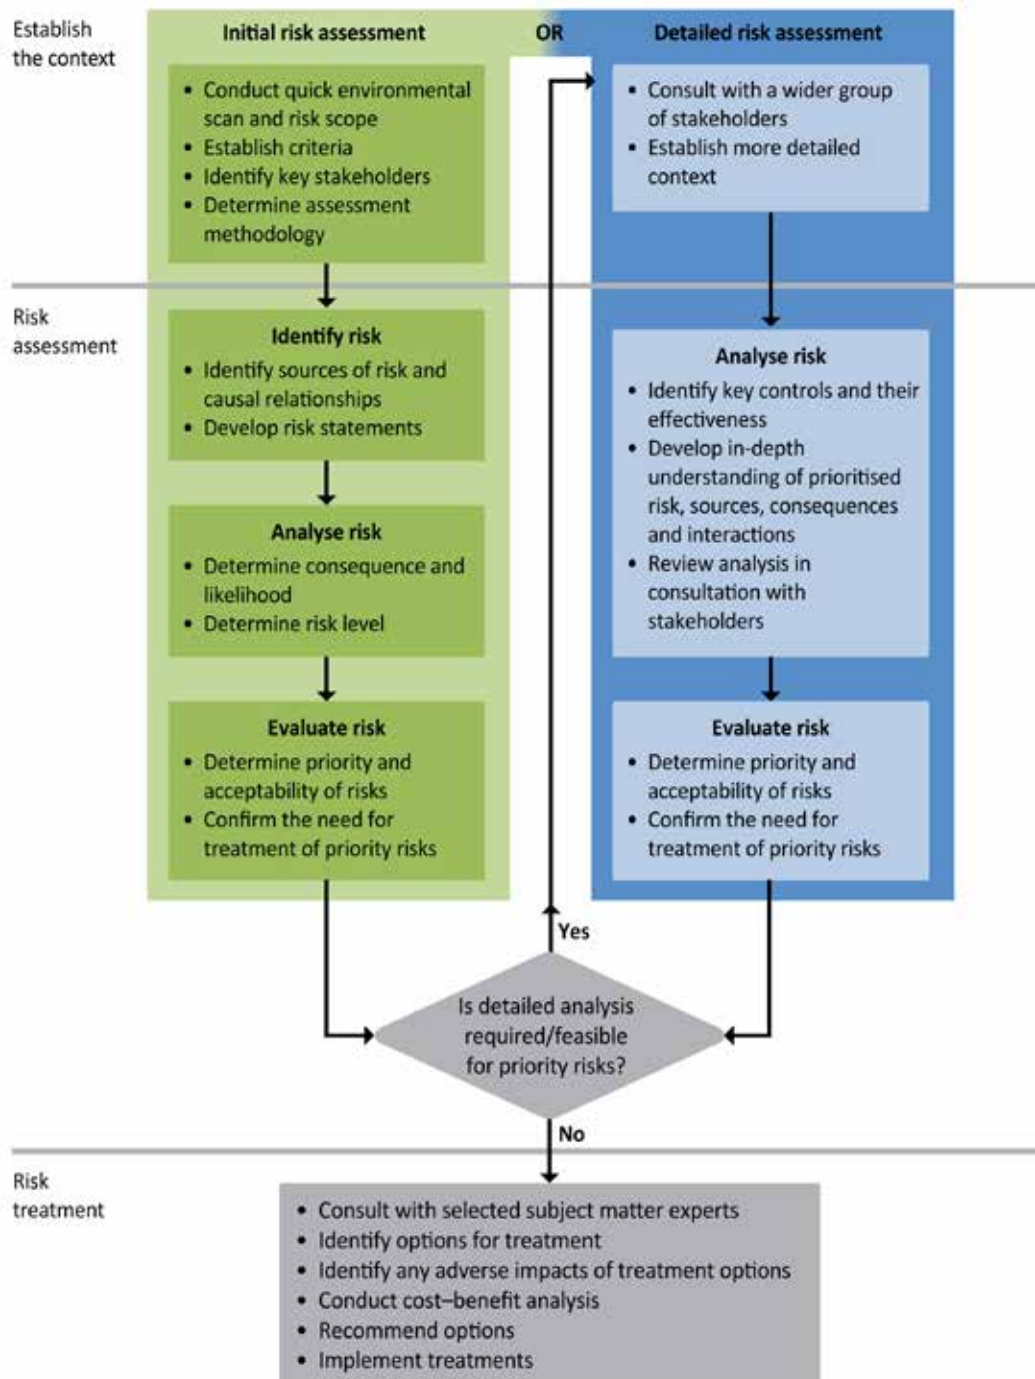 Establish
the context
Initial risk assessment
OR
Detailed risk assessment
• Conduct quick environmental
scan and risk scope
• Establish criteria
• Identify key stakeholders
• Determine assessment
methodology
• Consult with a wider group
of stakeholders
• Establish more detailed
context
Risk
assessment
Identify risk
• Identify sources of risk and
causal relationships
• Develop risk statements
Analyse risk
• Determine consequence and
likelihood
• Determine risk level
Evaluate risk
• Determine priority and
acceptability of risks
• Confirm the need for
treatment of priority risks
Analyse risk
• Identify key controls and their
effectiveness
• Develop in-depth
understanding of prioritised
risk, sources, consequences
and interactions
• Review analysis in
consultation with
stakeholders
Evaluate risk
• Determine priority and
acceptability of risks
• Confirm the need for
treatment of priority risks
Yes
Is detailed analysis
required/feasible
for priority risks?
No
Risk
treatment
• Consult with selected subject matter experts
• Identify options for treatment
• Identify any adverse impacts of treatment options
• Conduct cost–benefit analysis
• Recommend options
• Implement treatments